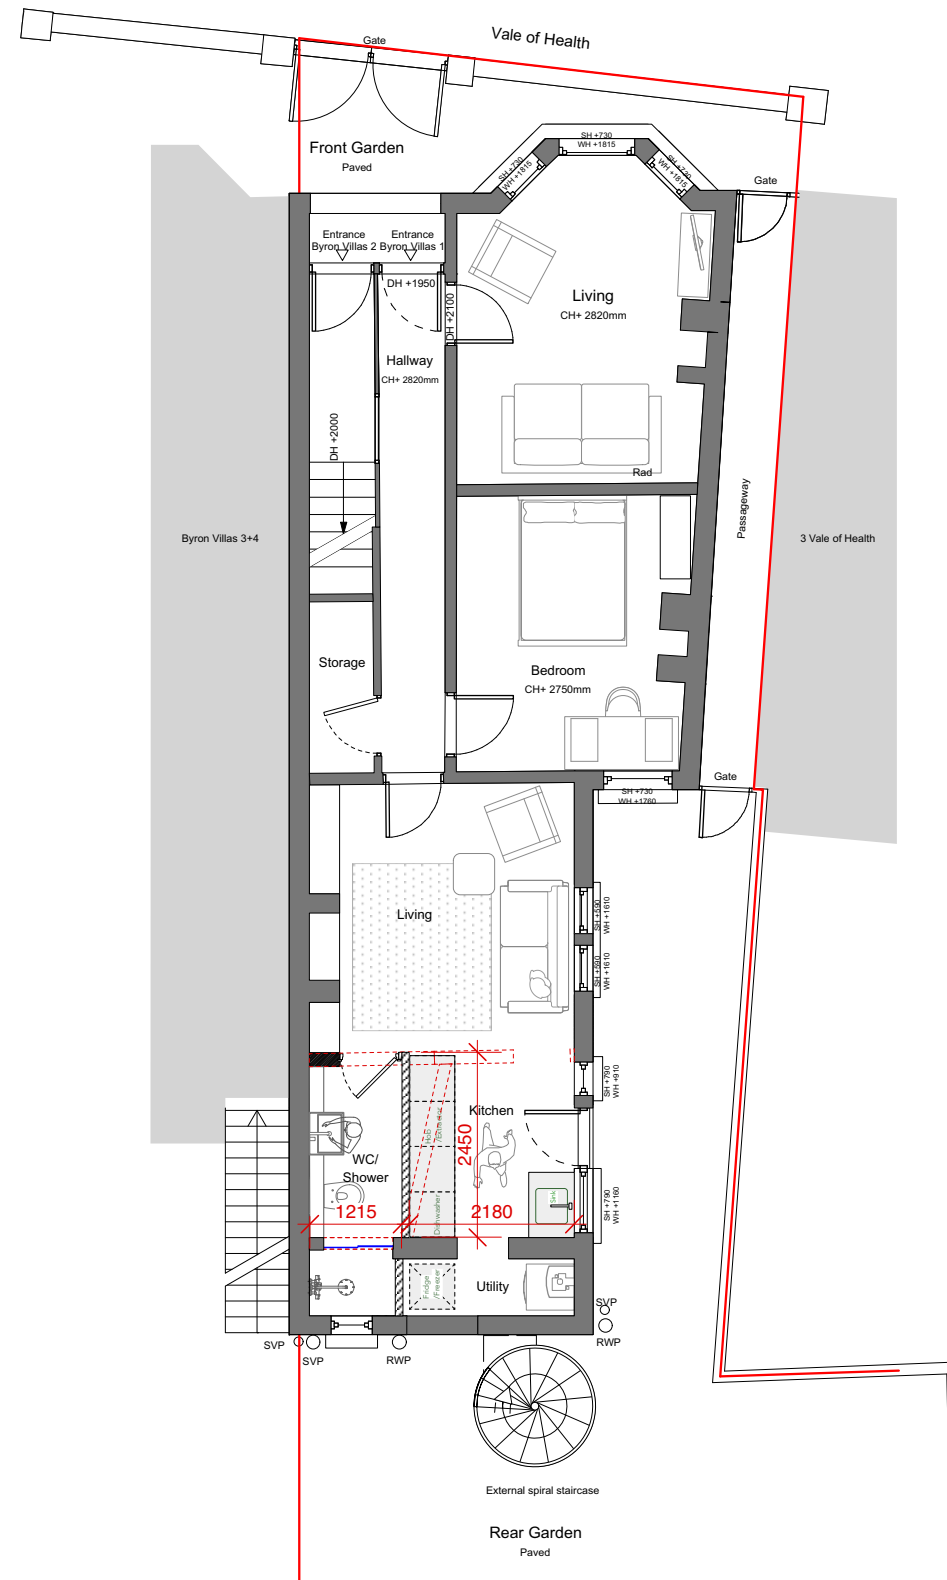 Vale of Health
Gate
Front Garden
Paved
SH +730
WH +1815
SH +730
WH +1815
SH +730
WH +1815
Gate
Entrance
Byron Villas 2
Entrance
Byron Villas 1
DH +1950
DH +2100
Living
CH+ 2820mm
Hallway
CH+ 2820mm
DH +2000
Rad
Passageway
Byron Villas 3+4
3 Vale of Health
Storage
Bedroom
CH+ 2750mm
Gate
SH +730
WH +1760
Living
SH +590
WH +1610
SH +590
WH +1610
SH +790
WH +910
Kitchen
Hob
/Extractor
2450
WC/
Shower
Dishwasher
Sink
SH +790
WH +1160
1215
2180
Fridge
/Freezer
Utility
SVP
SVP
SVP
RWP
RWP
External spiral staircase
Rear Garden
Paved